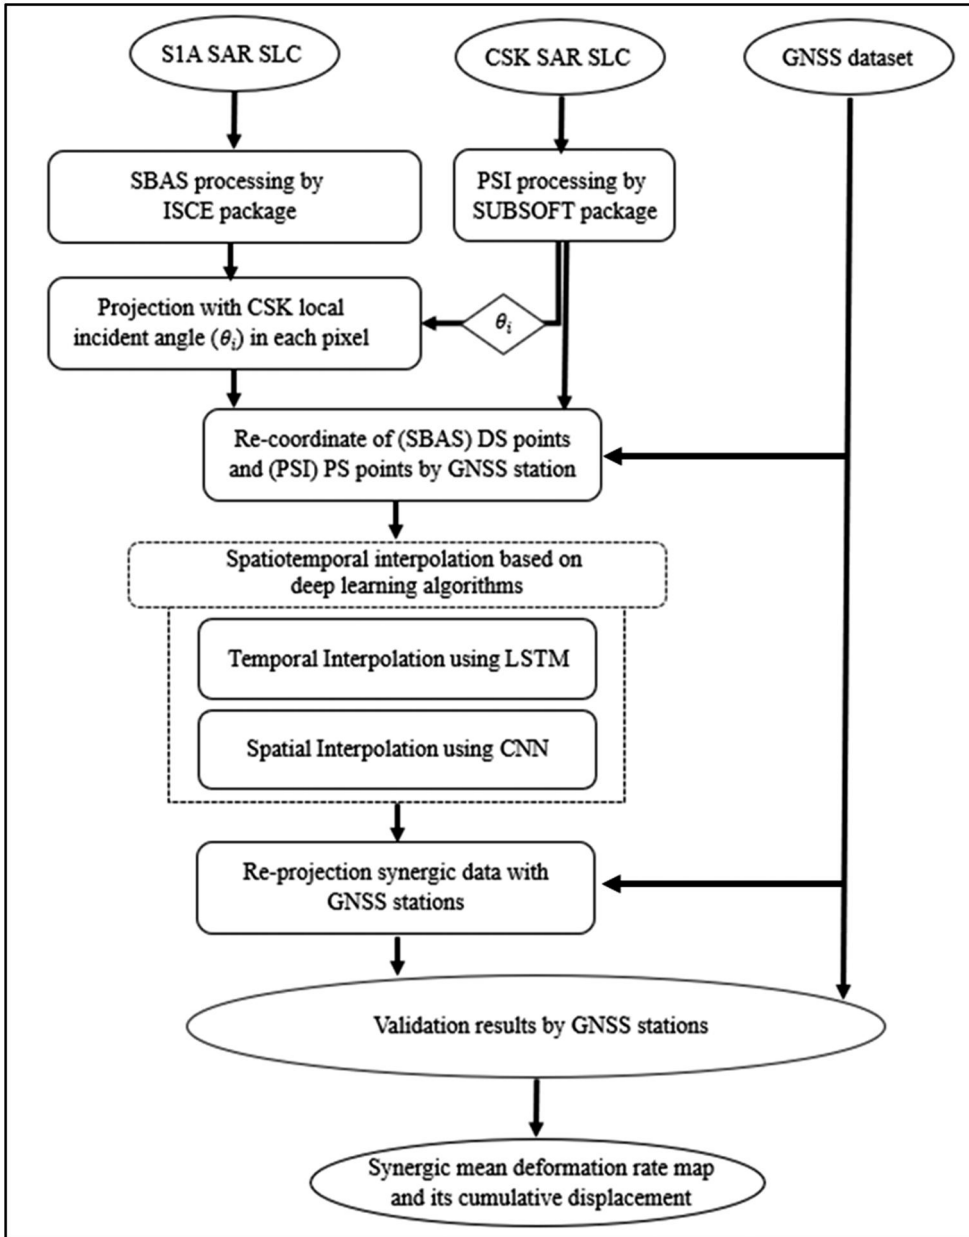 S1A SAR SLC
CSK SAR SLC
GNSS dataset
SBAS processing by
ISCE package
PSI processing by
SUBSOFT package
Projection with CSK local
incident angle (θᵢ) in each pixel
θᵢ
Re-coordinate of (SBAS) DS points
and (PSI) PS points by GNSS station
Spatiotemporal interpolation based on
deep learning algorithms
Temporal Interpolation using LSTM
Spatial Interpolation using CNN
Re-projection synergic data with
GNSS stations
Validation results by GNSS stations
Synergic mean deformation rate map
and its cumulative displacement